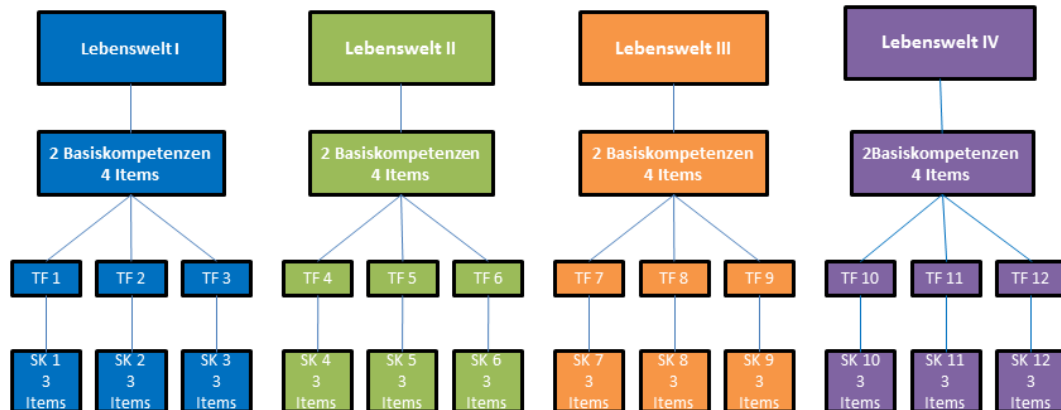 Lebenswelt I
Lebenswelt II
Lebenswelt III
Lebenswelt IV
2 Basiskompetenzen
4 Items
2 Basiskompetenzen
4 Items
2 Basiskompetenzen
4 Items
2Basiskompetenzen
4 Items
TF 1
TF 2
TF 3
TF 4
TF 5
TF 6
TF 7
TF 8
TF 9
TF 10
TF 11
TF 12
SK 1
3
Items
SK 2
3
Items
SK 3
3
Items
SK 4
3
Items
SK 5
3
Items
SK 6
3
Items
SK 7
3
Items
SK 8
3
Items
SK 9
3
Items
SK 10
3
Items
SK 11
3
Items
SK 12
3
Items